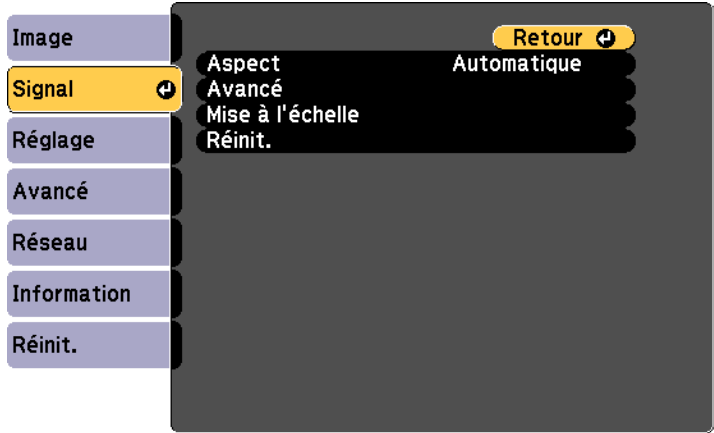 Image
Signal
Réglage
Avancé
Réseau
Information
Réinit.
Retour
Aspect Automatique
Avancé
Mise à l'échelle
Réinit.